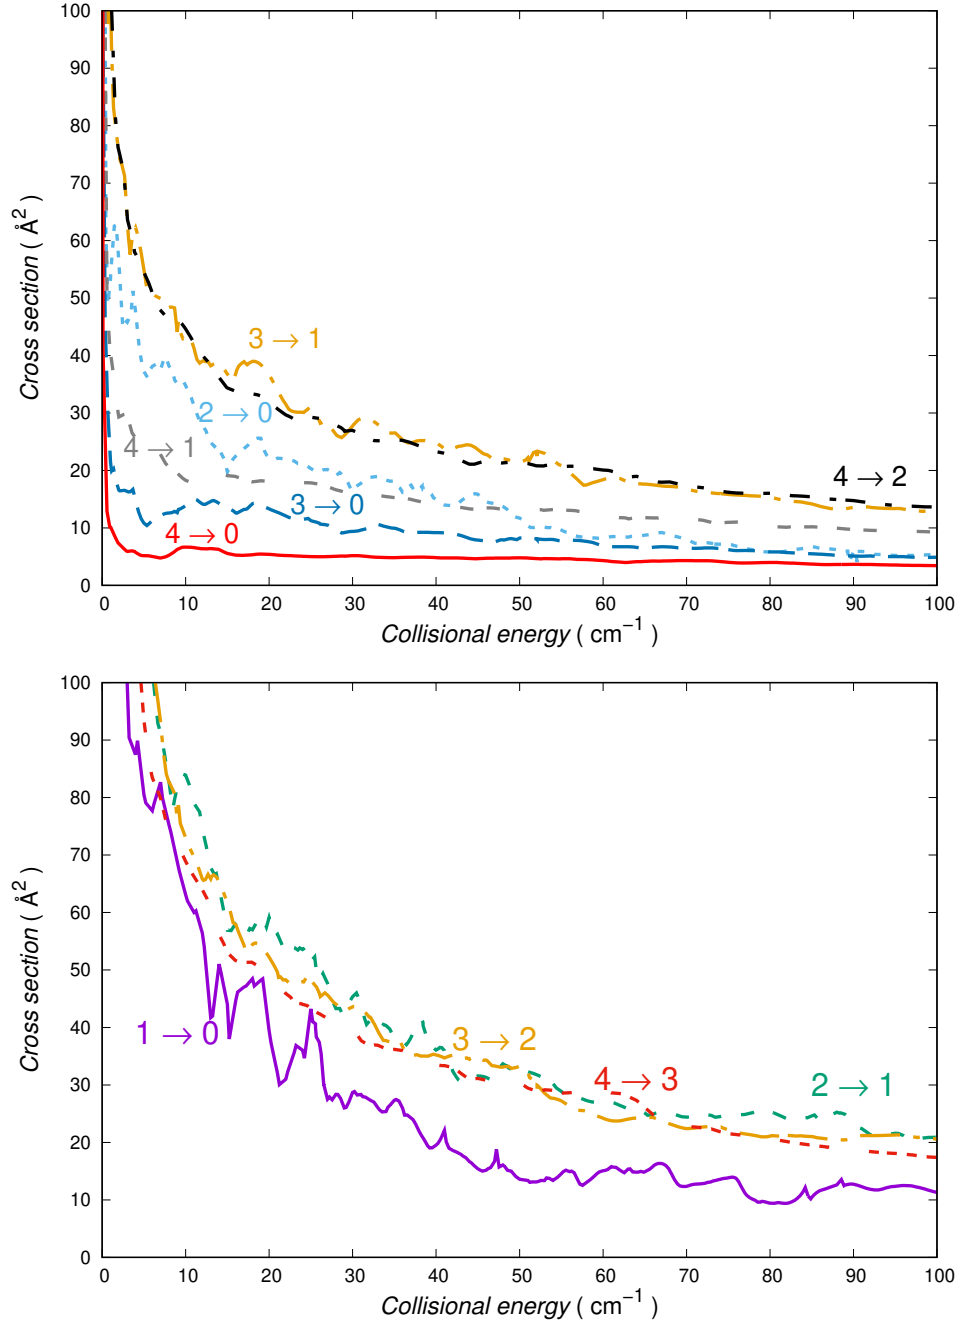 100
90
80
70
60
50
40
30
20
10
0
Cross section ( Å²)
3 → 1
2 → 0
4 → 1
3 → 0
4 → 0
4 → 2
0 10 20 30 40 50 60 70 80 90 100
Collisional energy ( cm⁻¹ )
100
90
80
70
60
50
40
30
20
10
0
Cross section ( Å²)
1 → 0
3 → 2
4 → 3
2 → 1
0 10 20 30 40 50 60 70 80 90 100
Collisional energy ( cm⁻¹ )